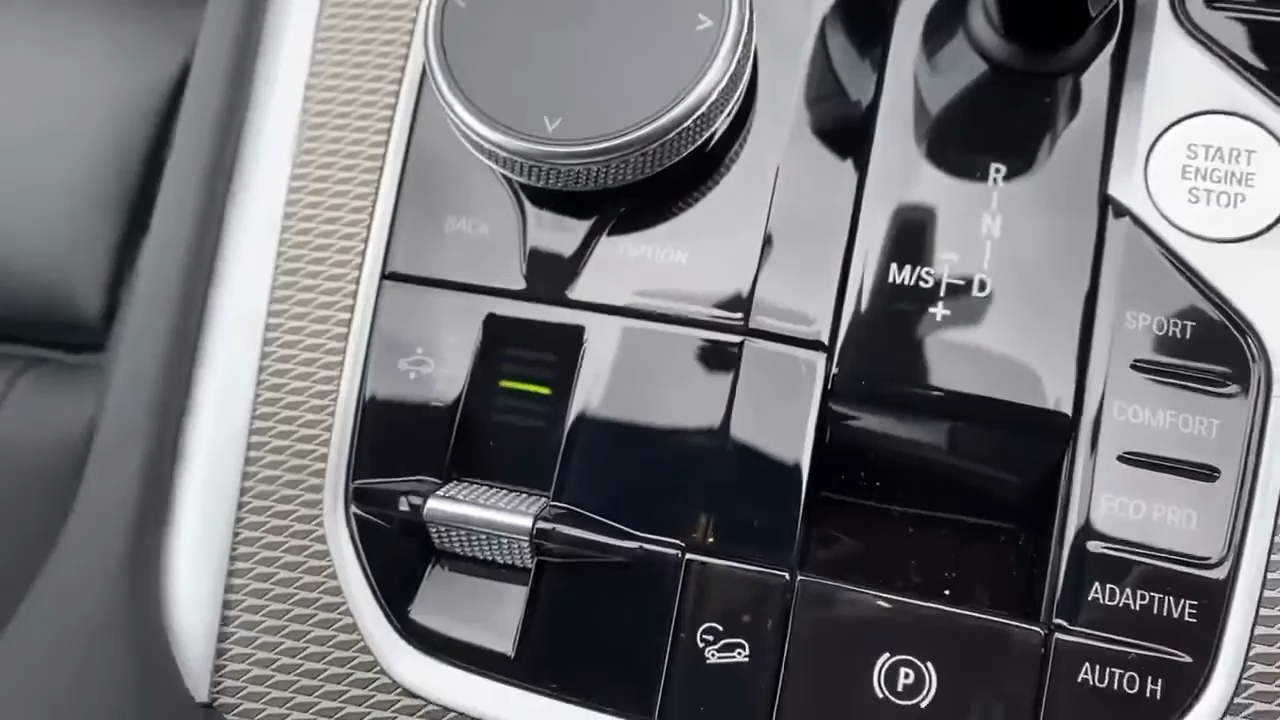 START
ENGINE
STOP
R
N
M/S D
+
BACK
OPTION
SPORT
COMFORT
ECO PRO
ADAPTIVE
AUTO H
P